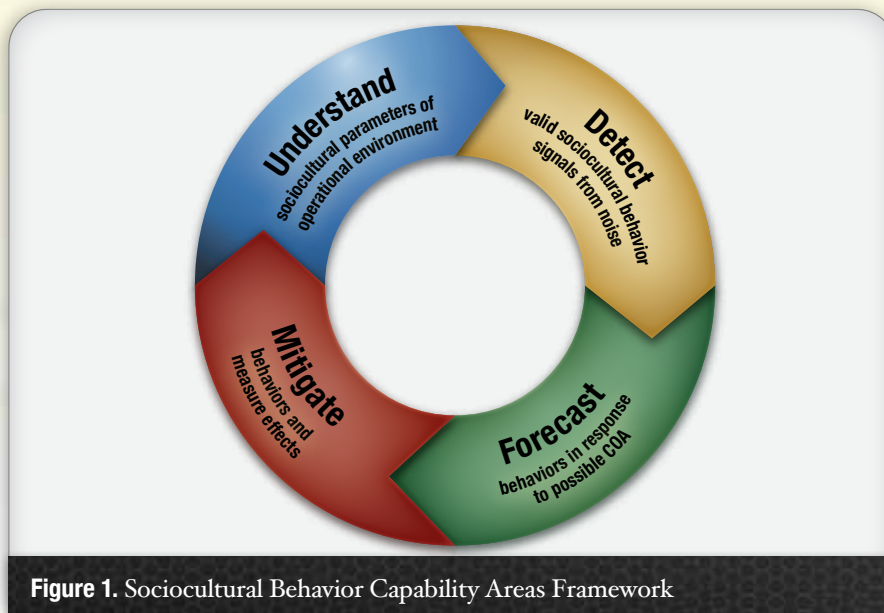 Understand
sociocultural parameters of
operational environment
Detect
valid sociocultural behavior
signals from noise
Forecast
behaviors in response
to possible COA
Mitigate
behaviors and
measure effects
Figure 1. Sociocultural Behavior Capability Areas Framework